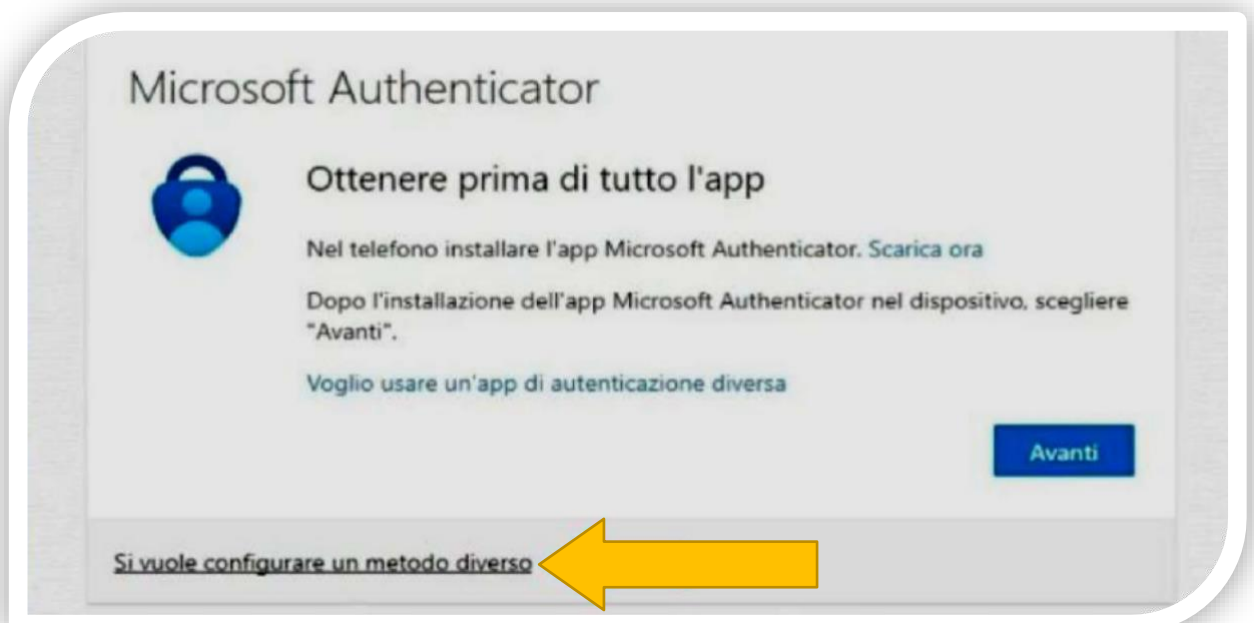 Microsoft Authenticator
Ottenere prima di tutto l'app
Nel telefono installare l'app Microsoft Authenticator. Scarica ora
Dopo l'installazione dell'app Microsoft Authenticator nel dispositivo, scegliere
"Avanti".
Voglio usare un'app di autenticazione diversa
Avanti
Si vuole configurare un metodo diverso